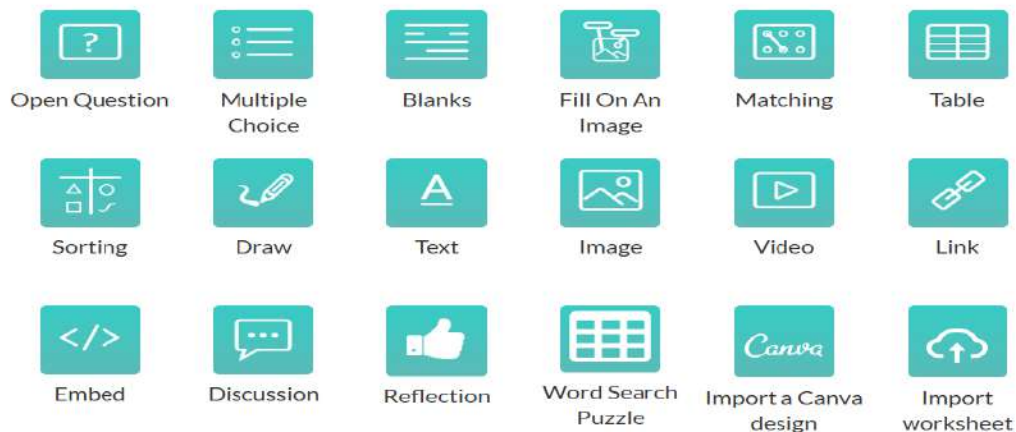 ?
Open Question
Multiple
Choice
Blanks
Fill On An
Image
Matching
Table
Sorting
Draw
A
Text
Image
Video
Link
</>
Embed
Discussion
Reflection
Word Search
Puzzle
Canva
Import a Canva
design
Import
worksheet